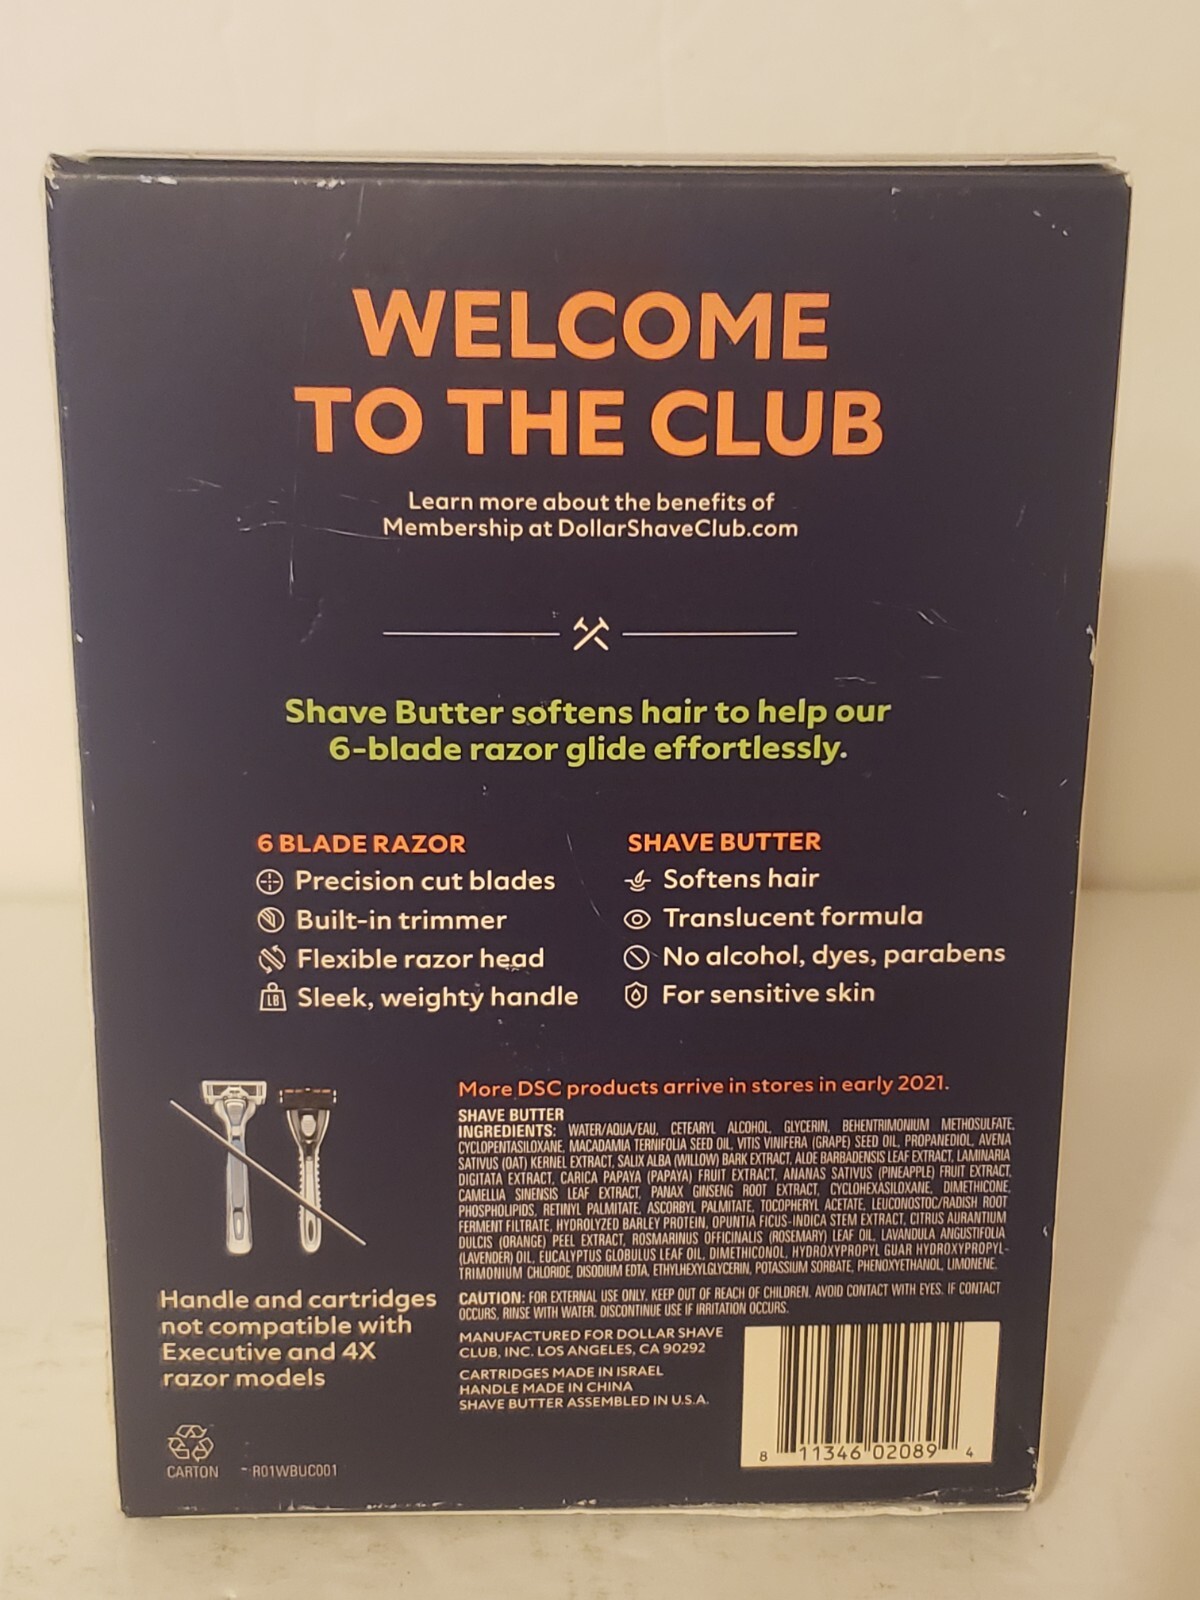 WELCOME
TO THE CLUB
Learn more about the benefits of
Membership at DollarShaveClub.com
Shave Butter softens hair to help our
6-blade razor glide effortlessly.
6 BLADE RAZOR
Precision cut blades
Built-in trimmer
Flexible razor head
LB Sleek, weighty handle
SHAVE BUTTER
Softens hair
Translucent formula
No alcohol, dyes, parabens
For sensitive skin
Handle and cartridges
not compatible with
Executive and 4X
razor models
CARTON R01WBUC001
More DSC products arrive in stores in early 2021.
SHAVE BUTTER
INGREDIENTS: WATER/AQUA/EAU, CETEARYL ALCOHOL, GLYCERIN, BEHENTRIMONIUM METHOSULFATE,
CYCLOPENTASILOXANE, MACADAMIA TERNIFOLIA SEED OIL, VITIS VINIFERA (GRAPE) SEED OIL, PROPANEDIOL, AVENA
SATIVUS (OAT) KERNEL EXTRACT, SALIX ALBA (WILLOW) BARK EXTRACT, ALOE BARBADENSIS LEAF EXTRACT, LAMINARIA
DIGITATA EXTRACT, CARICA PAPAYA (PAPAYA) FRUIT EXTRACT, ANANAS SATIVUS (PINEAPPLE) FRUIT EXTRACT,
CAMELLIA SINENSIS LEAF EXTRACT, PANAX GINSENG ROOT EXTRACT, CYCLOHEXASILOXANE, DIMETHICONE,
PHOSPHOLIPIDS, RETINYL PALMITATE, ASCORBYL PALMITATE, TOCOPHERYL ACETATE, LEUCONOSTOC/RADISH ROOT
FERMENT FILTRATE, HYDROLYZED BARLEY PROTEIN, OPUNTIA FICUS-INDICA STEM EXTRACT, CITRUS AURANTIUM
DULCIS (ORANGE) PEEL EXTRACT, ROSMARINUS OFFICINALIS (ROSEMARY) LEAF OIL, LAVANDULA ANGUSTIFOLIA
(LAVENDER) OIL, EUCALYPTUS GLOBULUS LEAF OIL, DIMETHICONOL, HYDROXYPROPYL GUAR HYDROXYPROPYL-
TRIMONIUM CHLORIDE, DISODIUM EDTA, ETHYLHEXYLGLYCERIN, POTASSIUM SORBATE, PHENOXYETHANOL, LIMONENE.
CAUTION: FOR EXTERNAL USE ONLY. KEEP OUT OF REACH OF CHILDREN. AVOID CONTACT WITH EYES. IF CONTACT
OCCURS, RINSE WITH WATER. DISCONTINUE USE IF IRRITATION OCCURS.
MANUFACTURED FOR DOLLAR SHAVE
CLUB, INC. LOS ANGELES, CA 90292
CARTRIDGES MADE IN ISRAEL
HANDLE MADE IN CHINA
SHAVE BUTTER ASSEMBLED IN U.S.A.
8 11346 02089 4